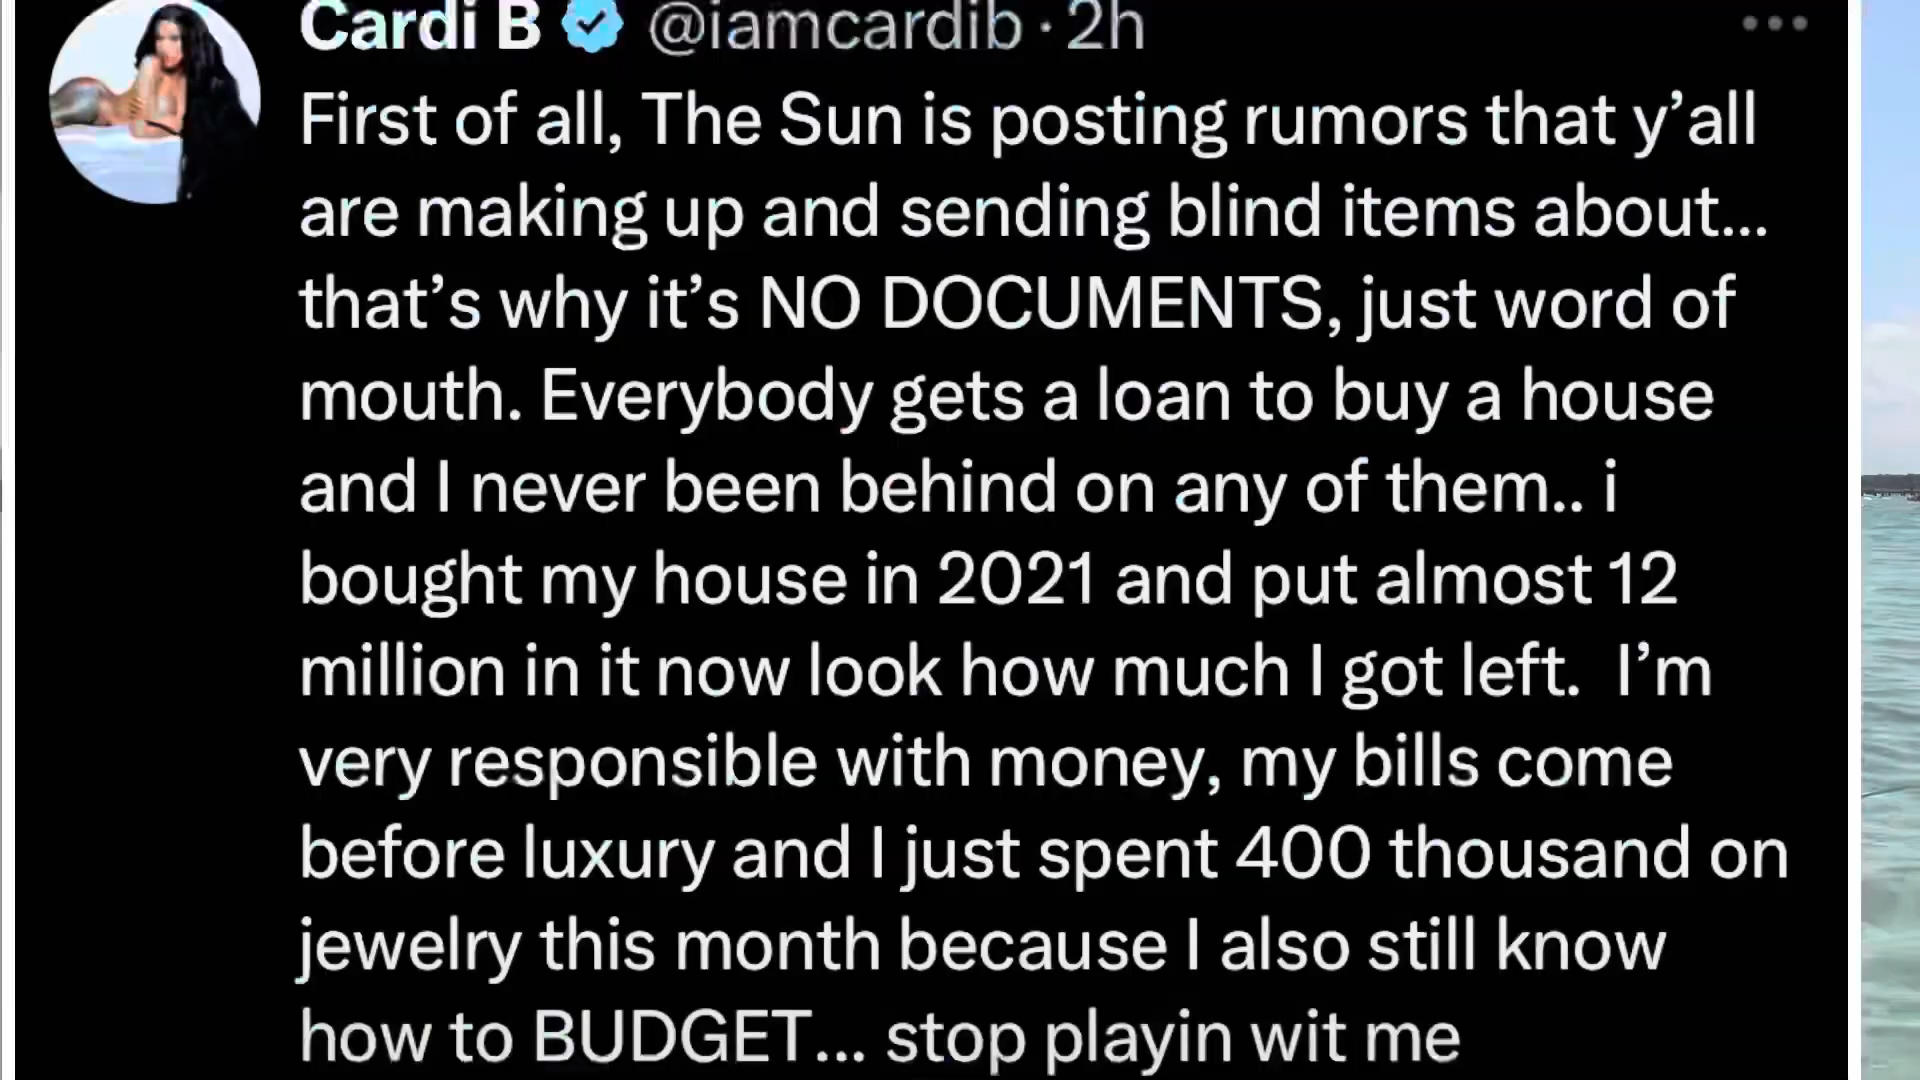 Cardi B @iamcardib · 2h
First of all, The Sun is posting rumors that y’all
are making up and sending blind items about...
that’s why it’s NO DOCUMENTS, just word of
mouth. Everybody gets a loan to buy a house
and I never been behind on any of them.. i
bought my house in 2021 and put almost 12
million in it now look how much I got left.  I’m
very responsible with money, my bills come
before luxury and I just spent 400 thousand on
jewelry this month because I also still know
how to BUDGET... stop playin wit me